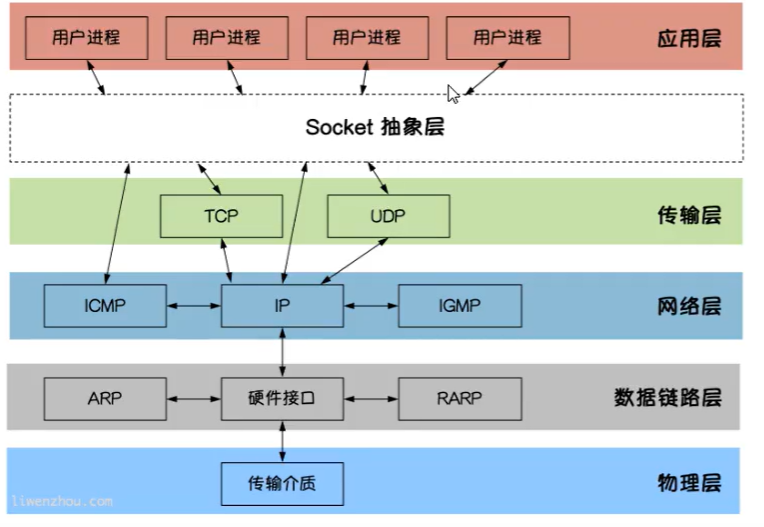 用户进程 用户进程 用户进程 用户进程 应用层
Socket 抽象层
TCP UDP 传输层
ICMP IP IGMP 网络层
ARP 硬件接口 RARP 数据链路层
传输介质 物理层
liwenzhou.com